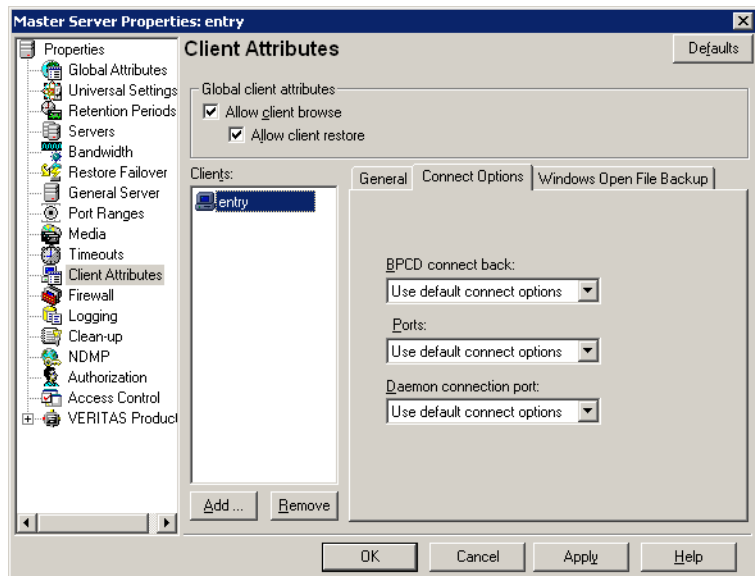 Master Server Properties: entry
Properties
Global Attributes
Universal Settings
Retention Periods
Servers
Bandwidth
Restore Failover
General Server
Port Ranges
Media
Timeouts
Client Attributes
Firewall
Logging
Clean-up
NDMP
Authorization
Access Control
VERITAS Product
Client Attributes
Defaults
Global client attributes
Allow client browse
Allow client restore
Clients:
entry
Add ...
Remove
General
Connect Options
Windows Open File Backup
BPCD connect back:
Use default connect options
Ports:
Use default connect options
Daemon connection port:
Use default connect options
OK
Cancel
Apply
Help